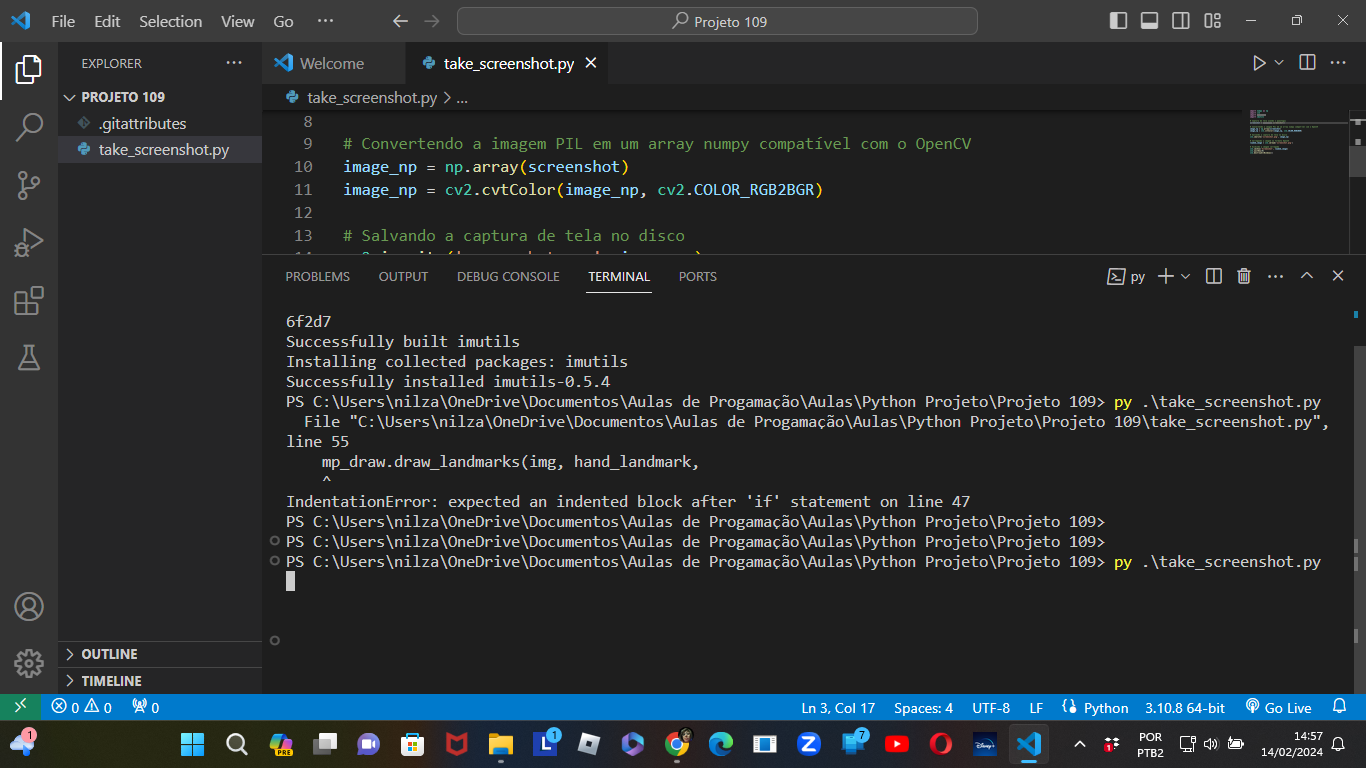 File Edit Selection View Go ··· Projeto 109
EXPLORER ···
Welcome
take_screenshot.py
PROJETO 109
.gitattributes
take_screenshot.py
take_screenshot.py > ...
8
9 # Convertendo a imagem PIL em um array numpy compatível com o OpenCV
10 image_np = np.array(screenshot)
11 image_np = cv2.cvtColor(image_np, cv2.COLOR_RGB2BGR)
12
13 # Salvando a captura de tela no disco
PROBLEMS OUTPUT DEBUG CONSOLE TERMINAL PORTS
py
6f2d7
Successfully built imutils
Installing collected packages: imutils
Successfully installed imutils-0.5.4
PS C:\Users\nilza\OneDrive\Documentos\Aulas de Progamação\Aulas\Python Projeto\Projeto 109> py .\take_screenshot.py
File "C:\Users\nilza\OneDrive\Documentos\Aulas de Progamação\Aulas\Python Projeto\Projeto 109\take_screenshot.py",
line 55
mp_draw.draw_landmarks(img, hand_landmark,
^
IndentationError: expected an indented block after 'if' statement on line 47
PS C:\Users\nilza\OneDrive\Documentos\Aulas de Progamação\Aulas\Python Projeto\Projeto 109>
PS C:\Users\nilza\OneDrive\Documentos\Aulas de Progamação\Aulas\Python Projeto\Projeto 109>
PS C:\Users\nilza\OneDrive\Documentos\Aulas de Progamação\Aulas\Python Projeto\Projeto 109> py .\take_screenshot.py
OUTLINE
TIMELINE
0 0 0 Ln 3, Col 17 Spaces: 4 UTF-8 LF Python 3.10.8 64-bit Go Live
1
PRE
L 1
7
Disney+
1
POR
PTB2
14:57
14/02/2024